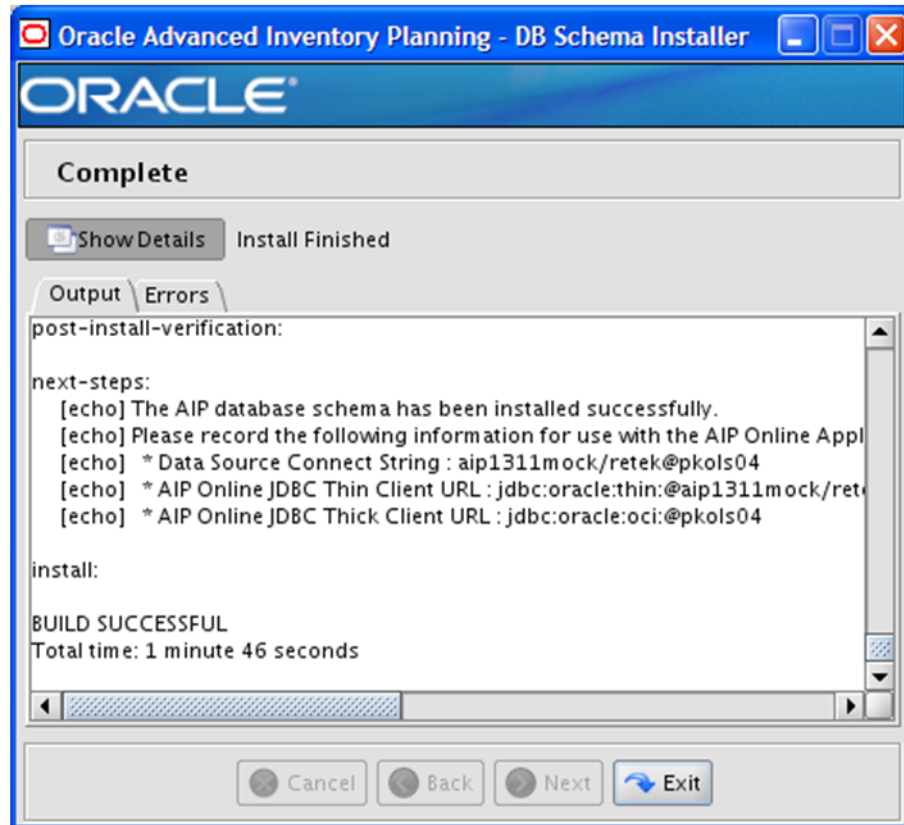 Oracle Advanced Inventory Planning - DB Schema Installer
ORACLE
Complete
Show Details Install Finished
Output Errors
post-install-verification:
next-steps:
[echo] The AIP database schema has been installed successfully.
[echo] Please record the following information for use with the AIP Online Appl
[echo] * Data Source Connect String : aip1311mock/retek@pkols04
[echo] * AIP Online JDBC Thin Client URL : jdbc:oracle:thin:@aip1311mock/ret
[echo] * AIP Online JDBC Thick Client URL : jdbc:oracle:oci:@pkols04
install:
BUILD SUCCESSFUL
Total time: 1 minute 46 seconds
Cancel Back Next Exit